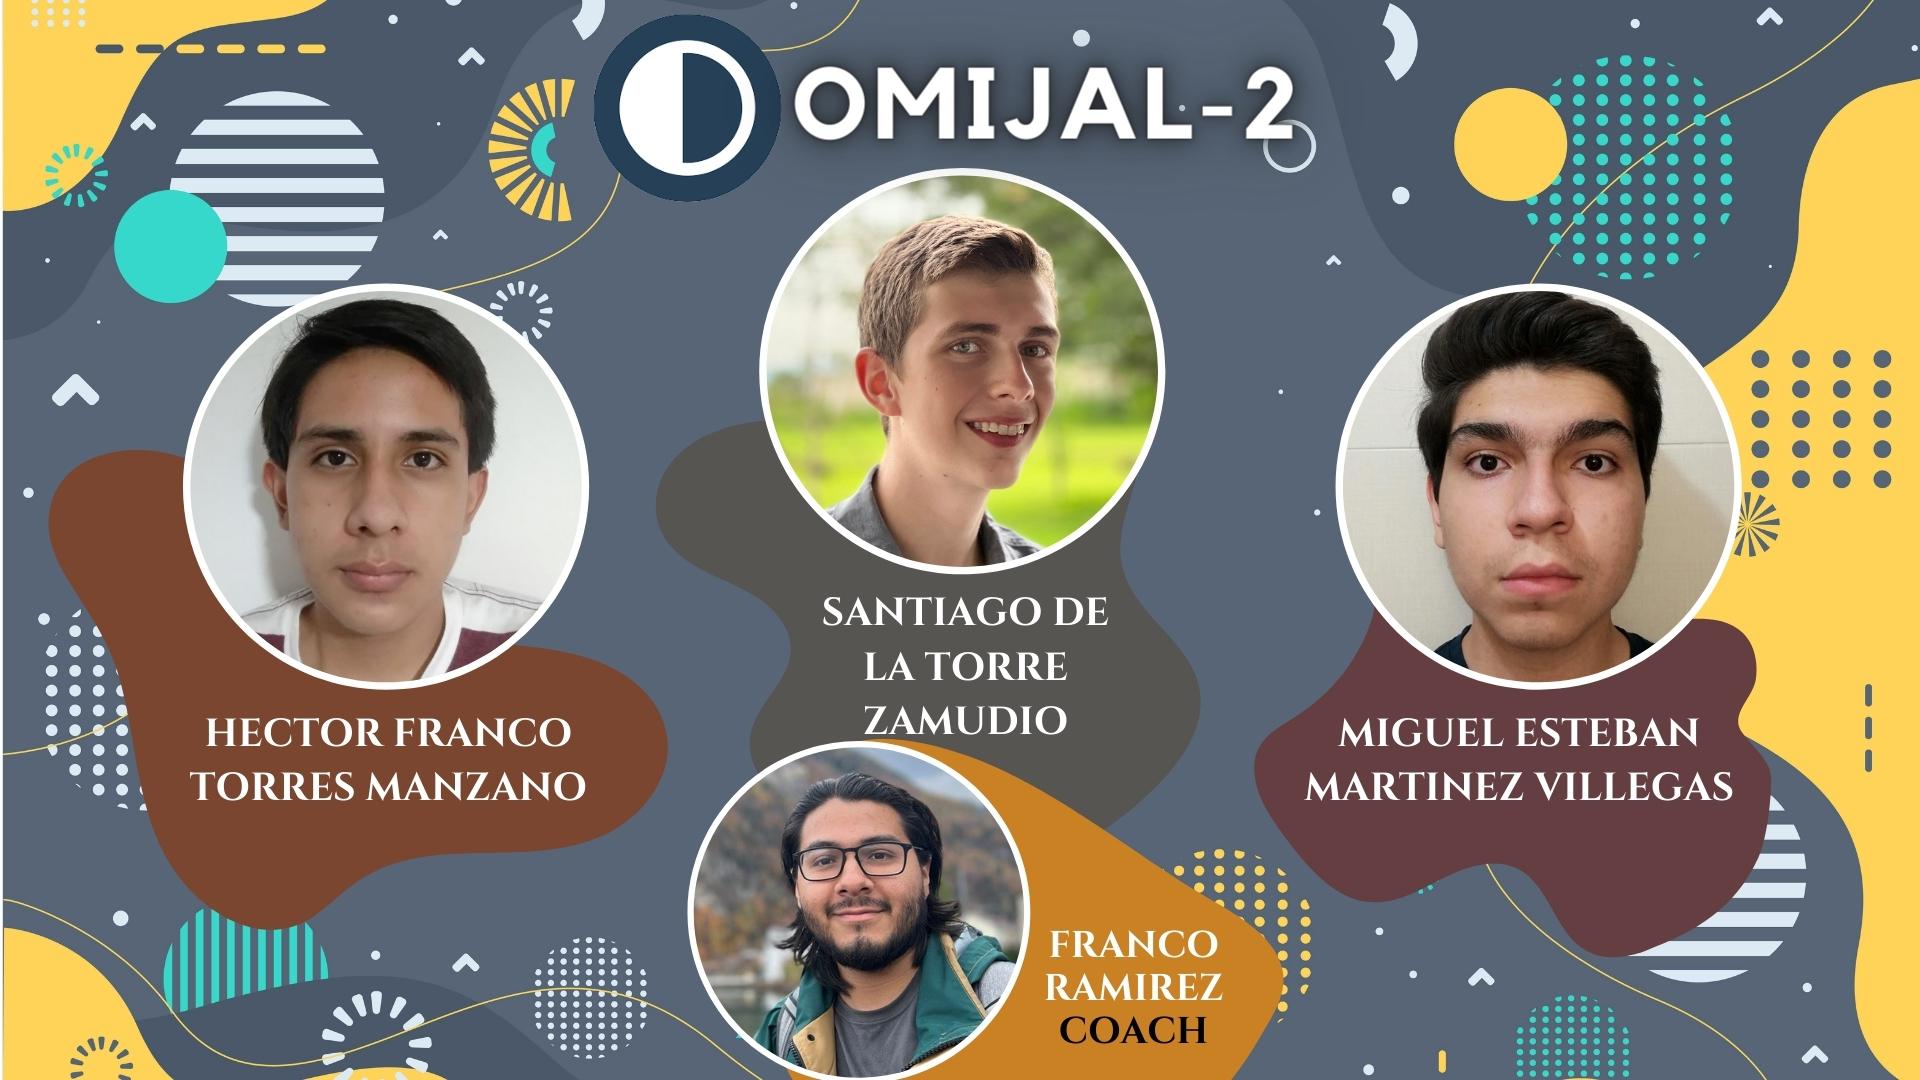 OMIJAL-2
SANTIAGO DE
LA TORRE
ZAMUDIO
HECTOR FRANCO
TORRES MANZANO
MIGUEL ESTEBAN
MARTINEZ VILLEGAS
FRANCO
RAMIREZ
COACH